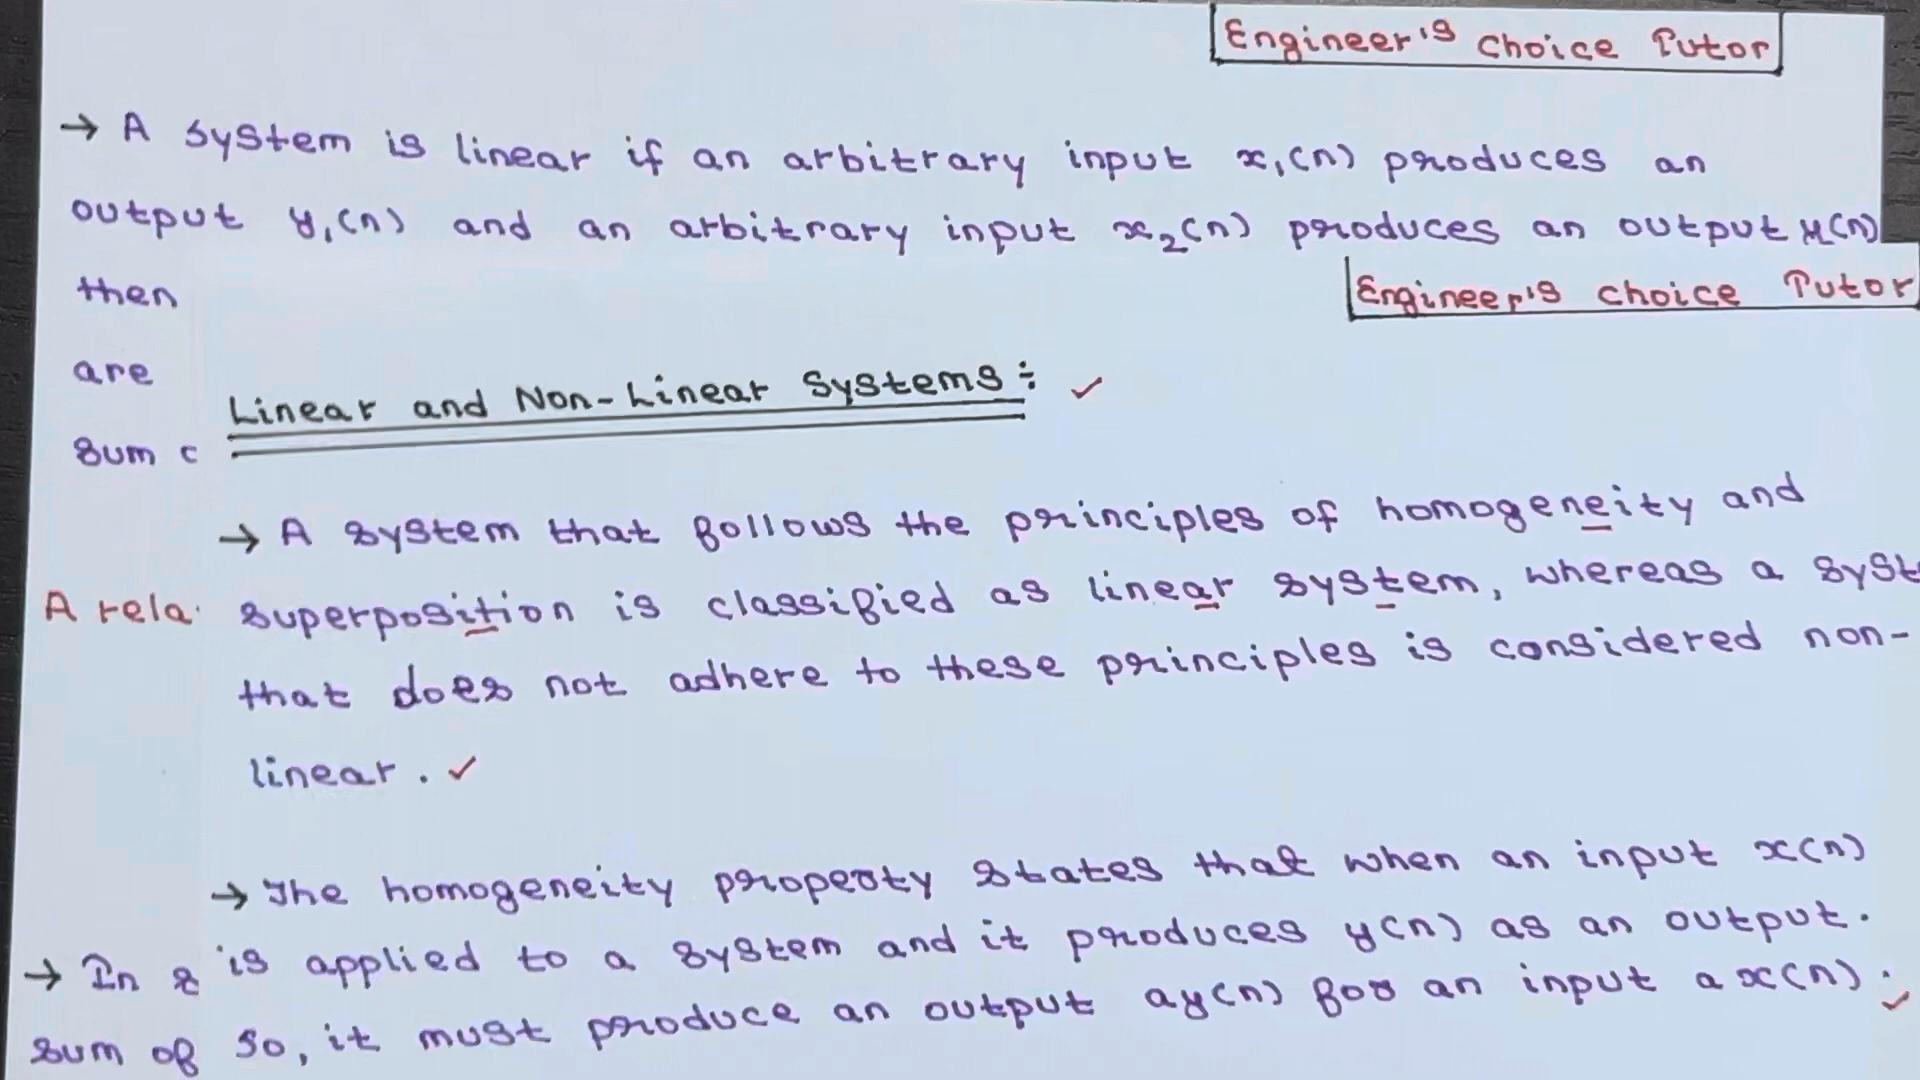 Engineer's Choice Tutor
→ A system is linear if an arbitrary input x₁(n) produces an
output y₁(n) and an arbitrary input x₂(n) produces an output
then
Engineer's Choice Tutor
are
Linear and Non-Linear Systems:
sum
→ A system that follows the principles of homogeneity and
A rela
superposition is classified as linear system, whereas a syst
that does not adhere to these principles is considered non-
linear.
→ The homogeneity property states that when an input x(n)
is applied to a system and it produces y(n) as an output.
→ In
so, it must produce an output ay(n) for an input a x(n).
sum of